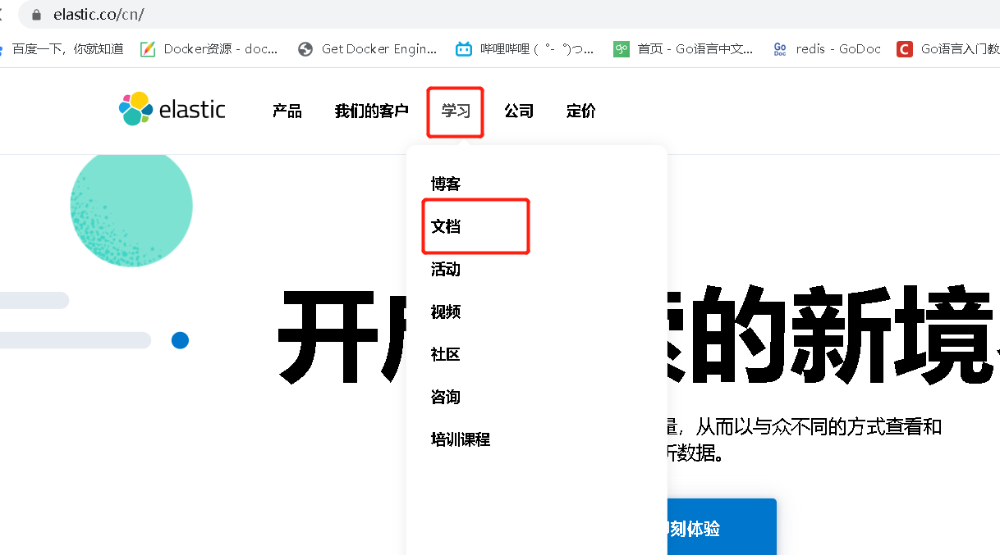 elastic.co/cn/
百度一下，你就知道 Docker资源 - doc... Get Docker Engin... 哔哩哔哩 ( ゜- ゜)つ... 首页 - Go语言中文... redis - GoDoc Go语言入门教
elastic 产品 我们的客户 学习 公司 定价
博客
文档
活动
视频
社区
咨询
培训课程
开 的新境
量，从而以与众不同的方式查看和
数据。
刻体验